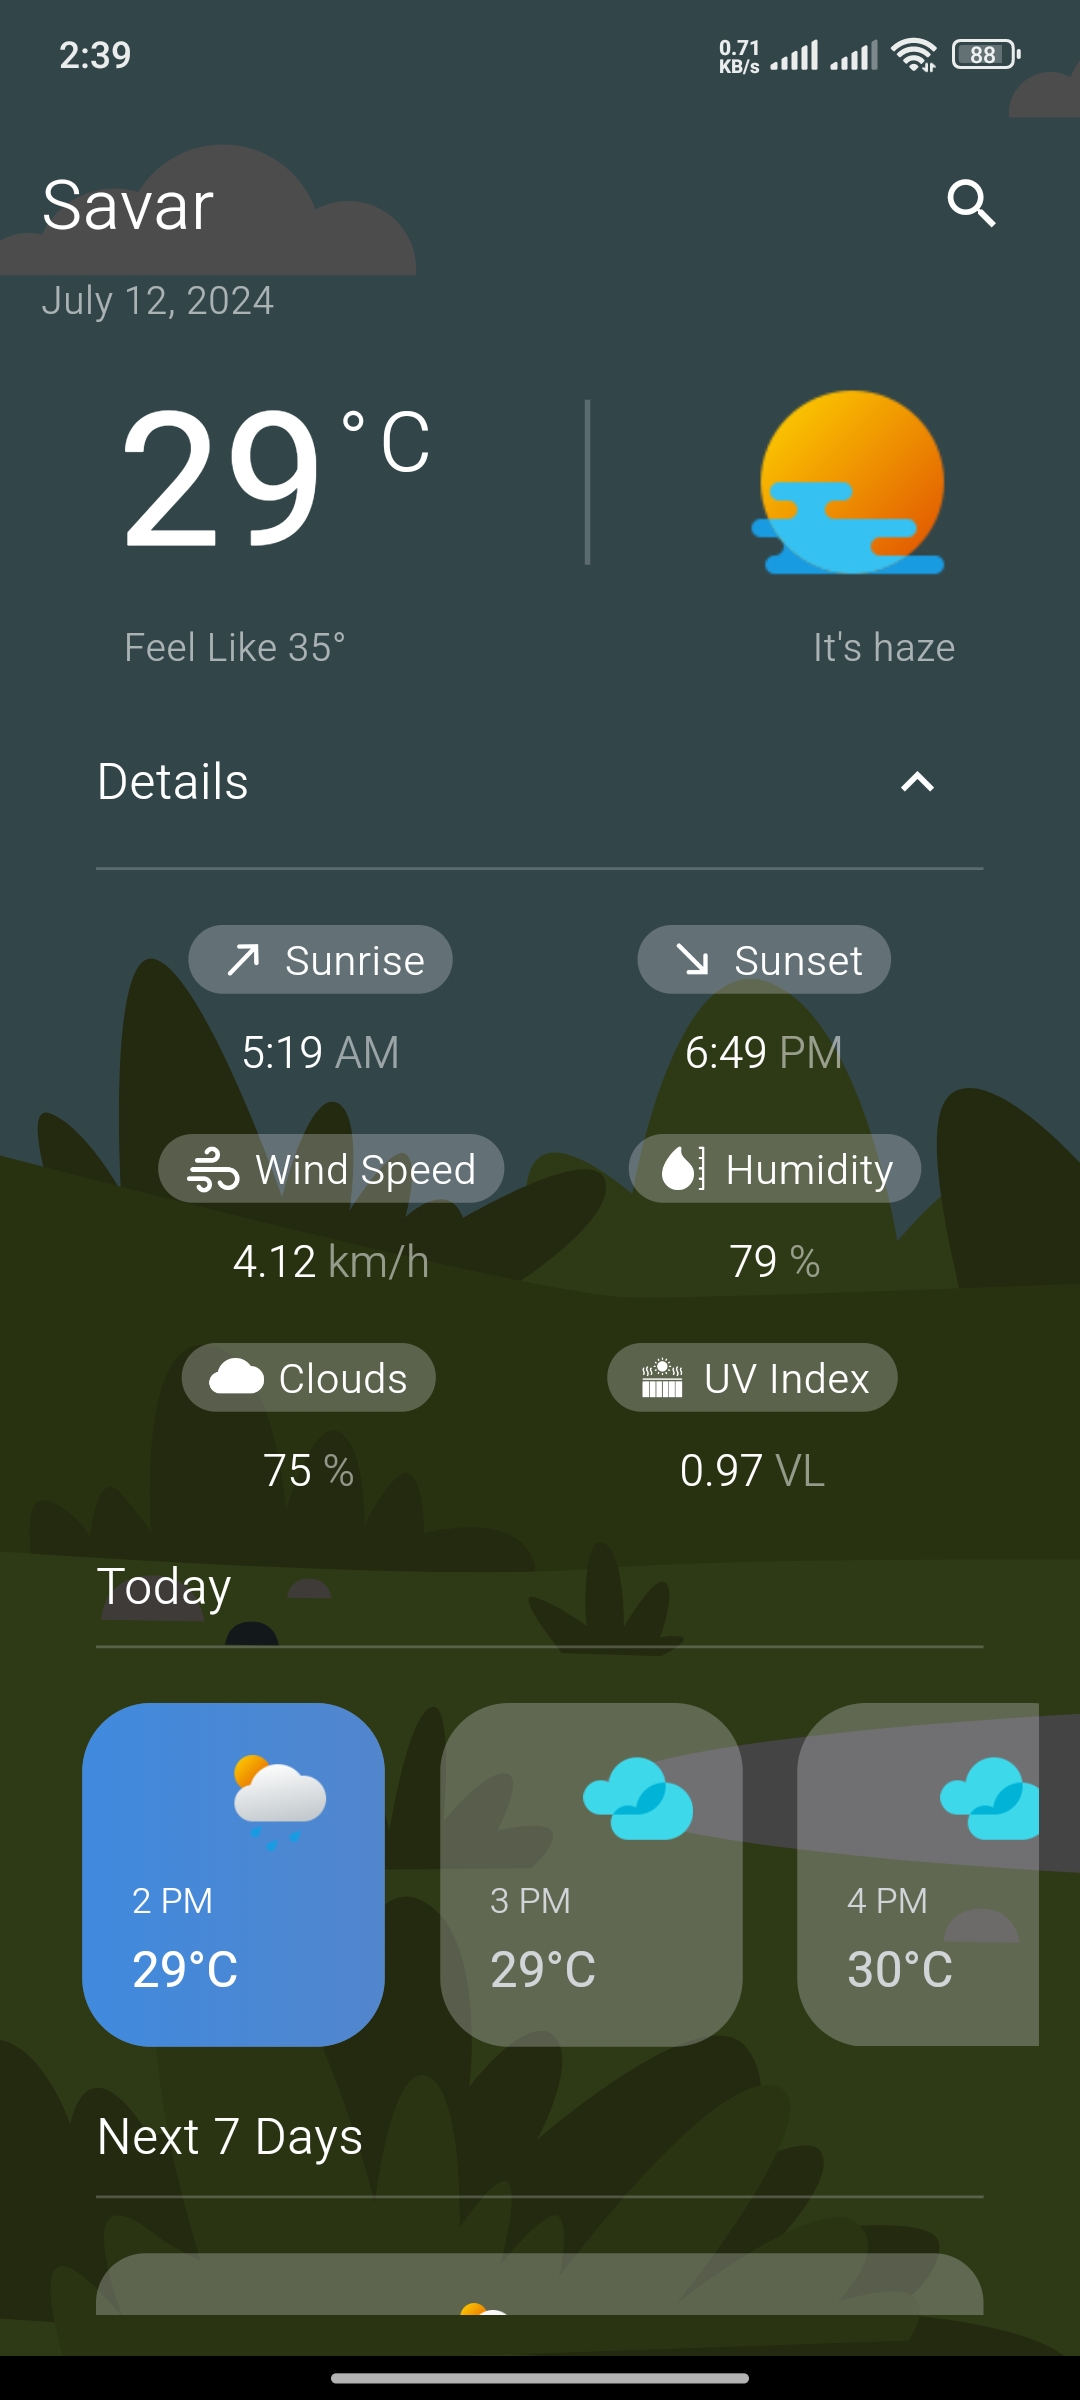 2:39 0.71 KB/s 88
Savar
July 12, 2024
29 °C
Feel Like 35° It's haze
Details
Sunrise Sunset
5:19 AM 6:49 PM
Wind Speed Humidity
4.12 km/h 79 %
Clouds UV Index
75 % 0.97 VL
Today
2 PM 3 PM 4 PM
29°C 29°C 30°C
Next 7 Days